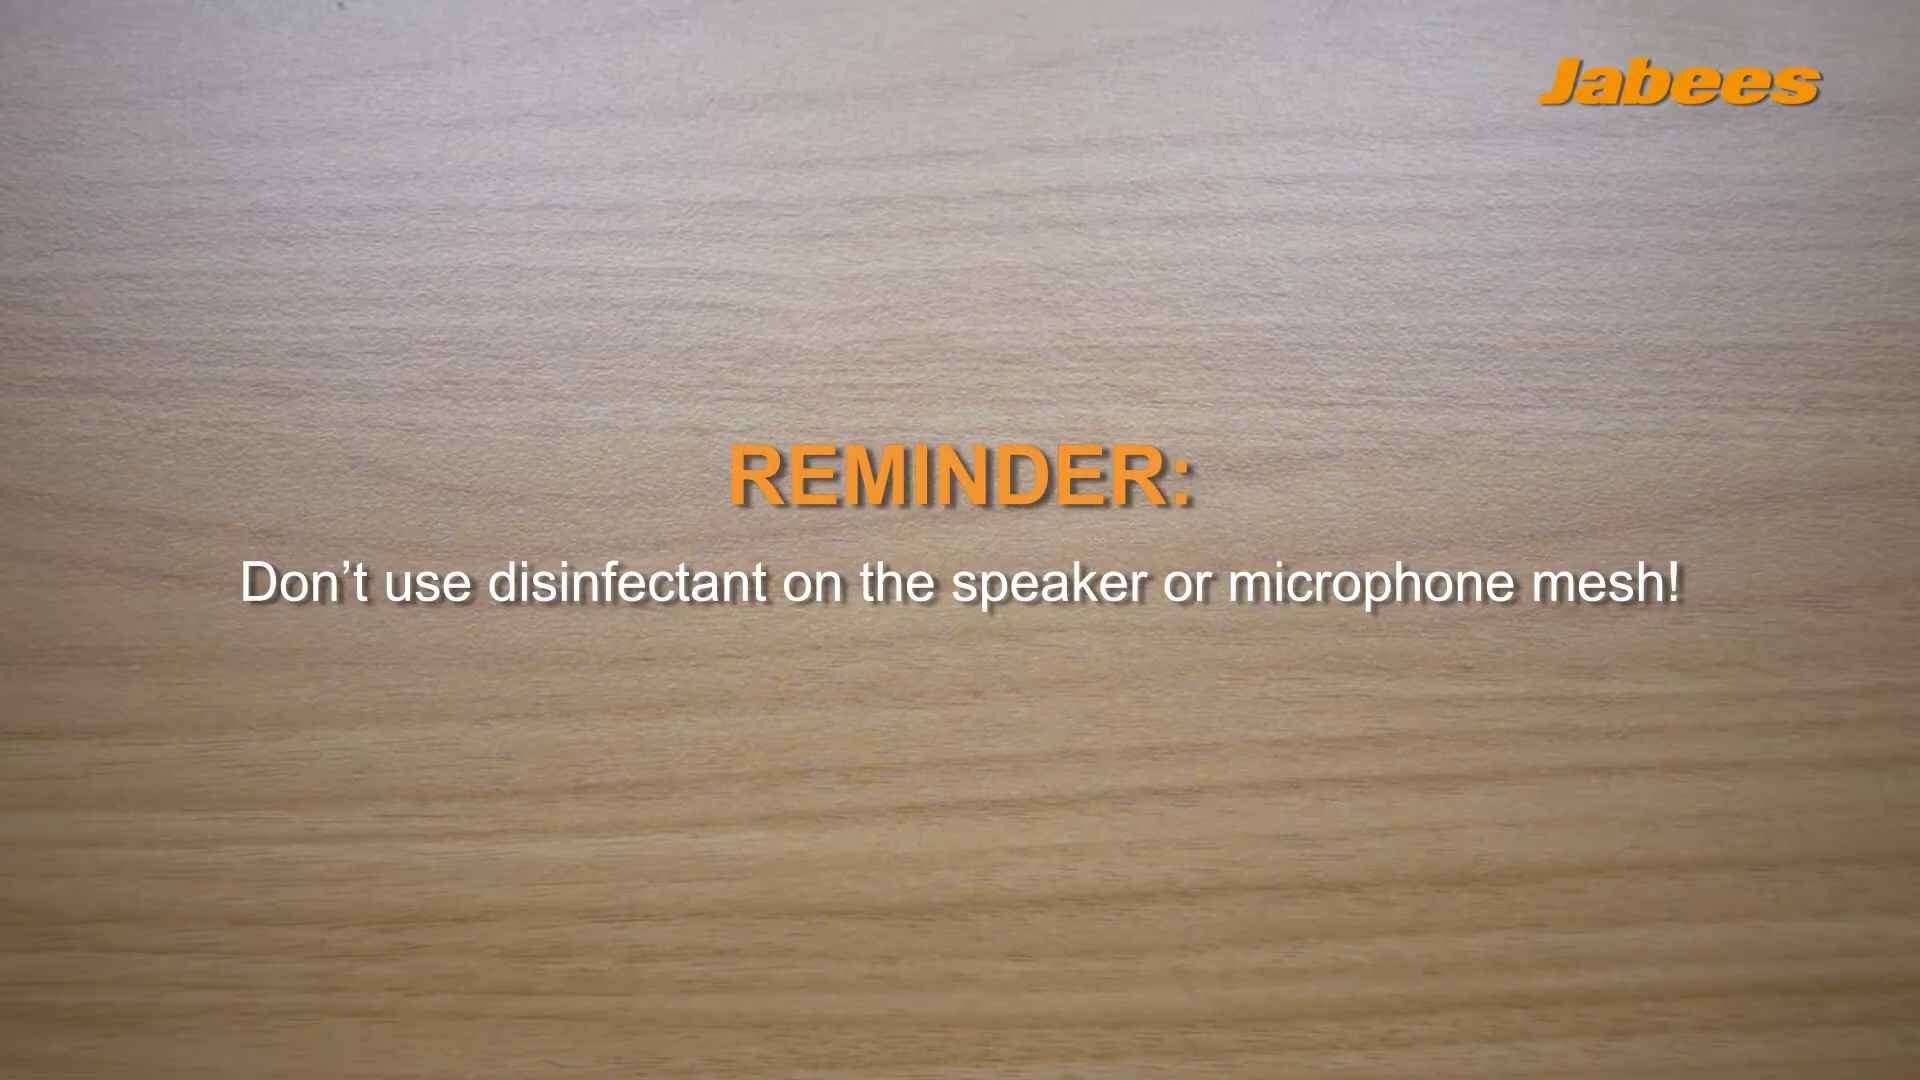 Jabees
REMINDER:
Don’t use disinfectant on the speaker or microphone mesh!